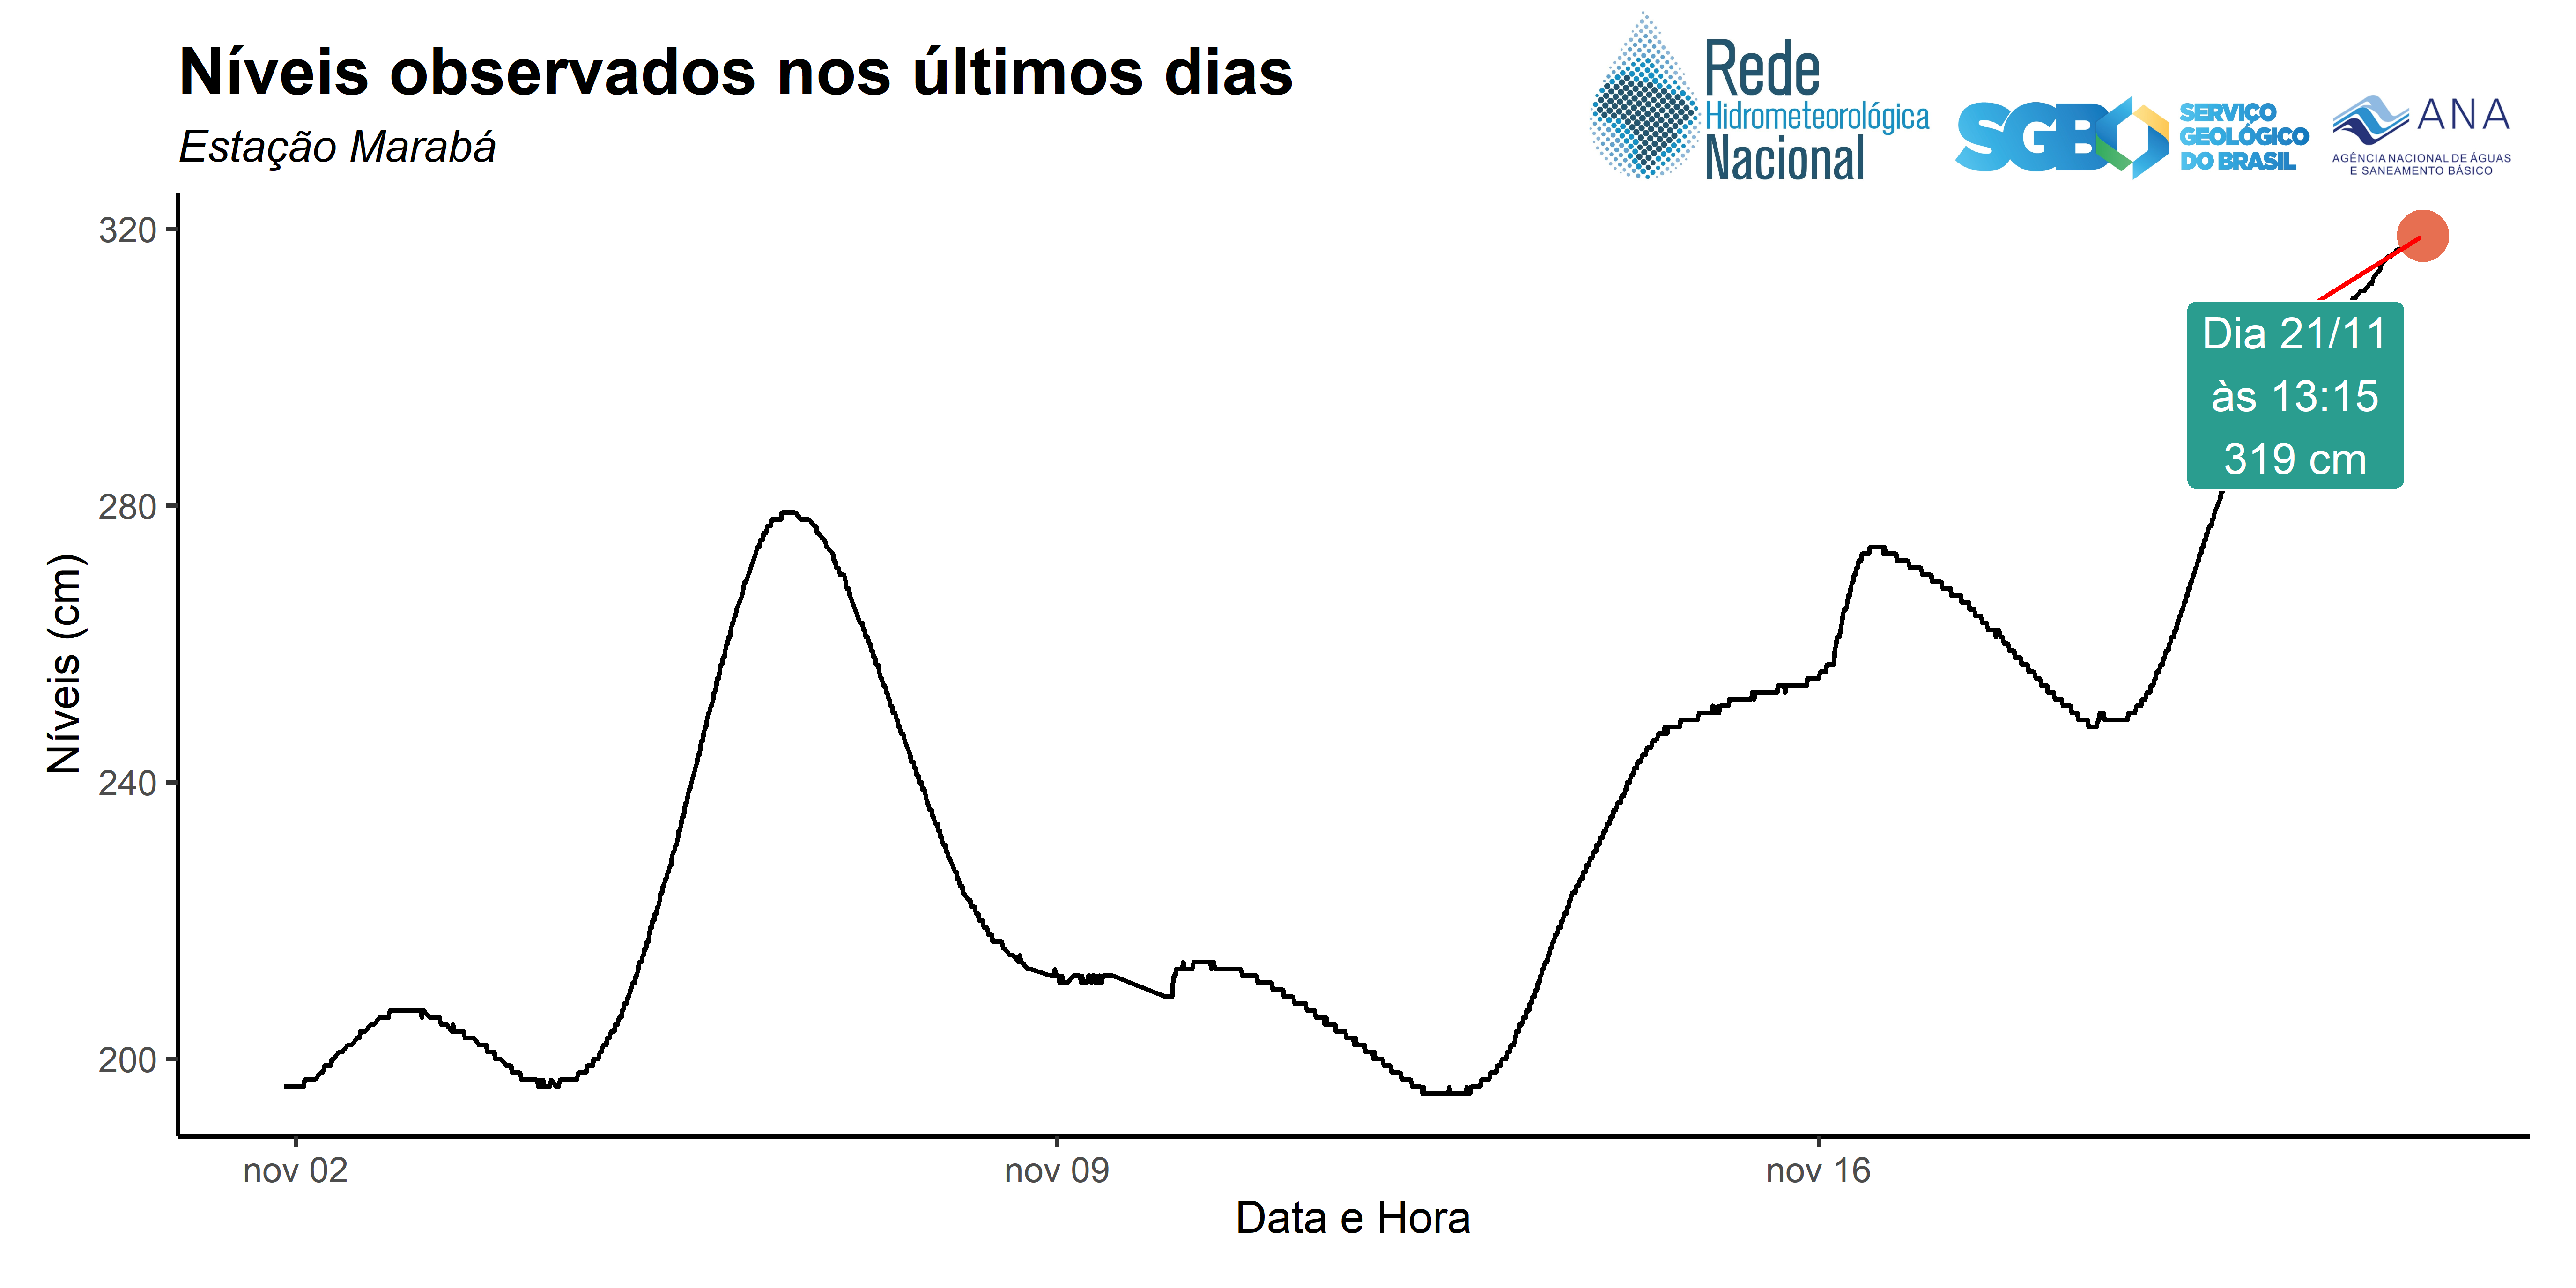 Níveis observados nos últimos dias
Estação Marabá
Rede
Hidrometeorológica
Nacional
SGB
SERVIÇO
GEOLÓGICO
DO BRASIL
ANA
AGÊNCIA NACIONAL DE ÁGUAS
E SANEAMENTO BÁSICO
320
280
240
200
Níveis (cm)
Dia 21/11
às 13:15
319 cm
nov 02
nov 09
nov 16
Data e Hora